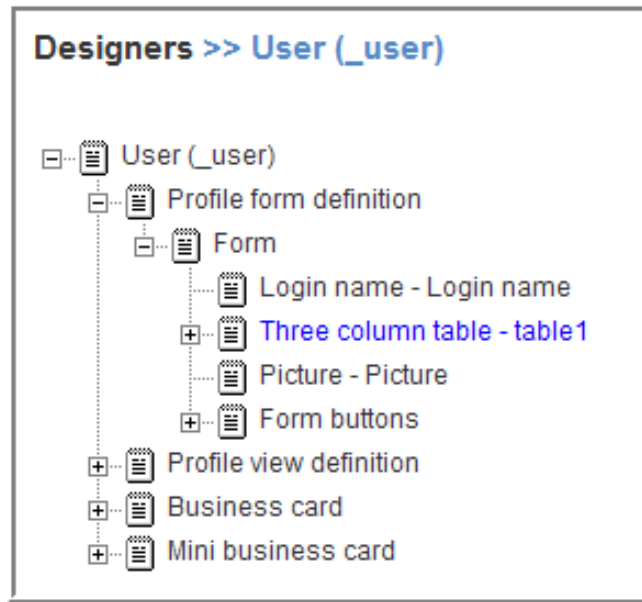 Designers >> User (_user)
User (_user)
Profile form definition
Form
Login name - Login name
Three column table - table1
Picture - Picture
Form buttons
Profile view definition
Business card
Mini business card